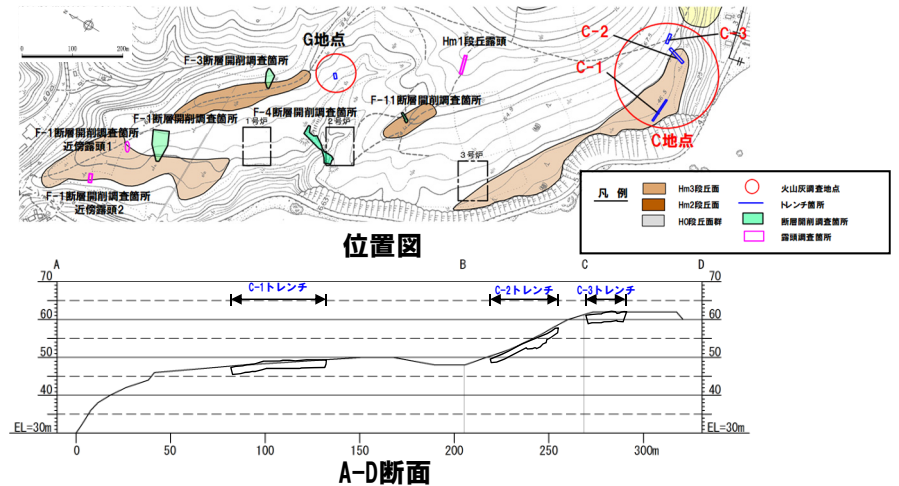 0 100 200m
G地点
Hm1段丘露頭
C-2
C-3
F-3断層開削調査箇所
C-1
F-11断層開削調査箇所
F-4断層開削調査箇所
F-1断層開削調査箇所
1号炉
2号炉
F-1断層開削調査箇所
近傍露頭1
C地点
3号炉
F-1断層開削調査箇所
近傍露頭2
凡 例
Hm3段丘面
Hm2段丘面
H0段丘面群
火山灰調査地点
トレンチ箇所
断層開削調査箇所
露頭調査箇所
位置図
A B C D
70 C-1トレンチ C-2トレンチ C-3トレンチ 70
60 60
50 50
40 40
EL=30m EL=30m
0 50 100 150 200 250 300m
A-D断面